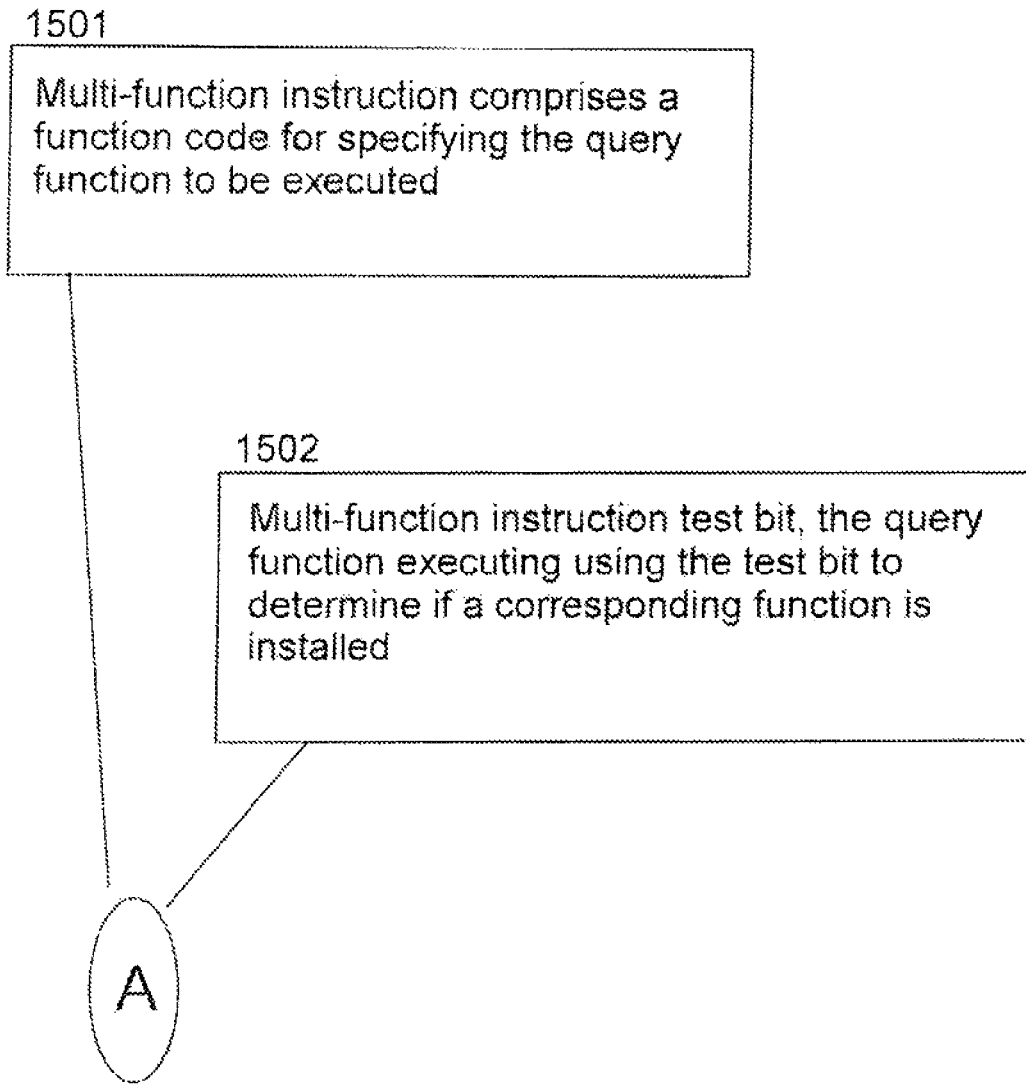 1501
Multi-function instruction comprises a
function code for specifying the query
function to be executed
1502
Multi-function instruction test bit, the query
function executing using the test bit to
determine if a corresponding function is
installed
A